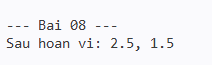 --- Bai 08 ---
Sau hoan vi: 2.5, 1.5